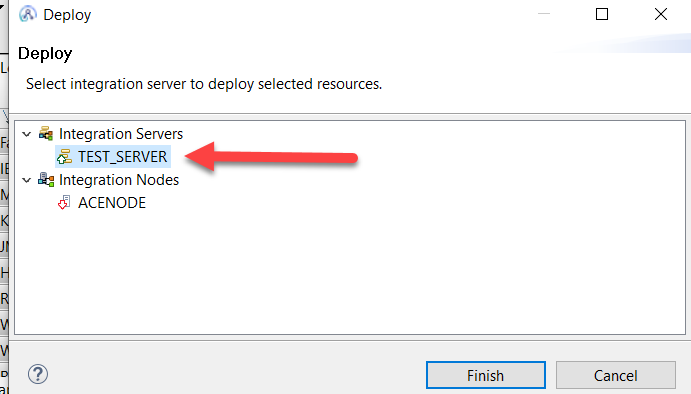 Deploy
Deploy
Select integration server to deploy selected resources.
Integration Servers
TEST_SERVER
Integration Nodes
ACENODE
Finish
Cancel